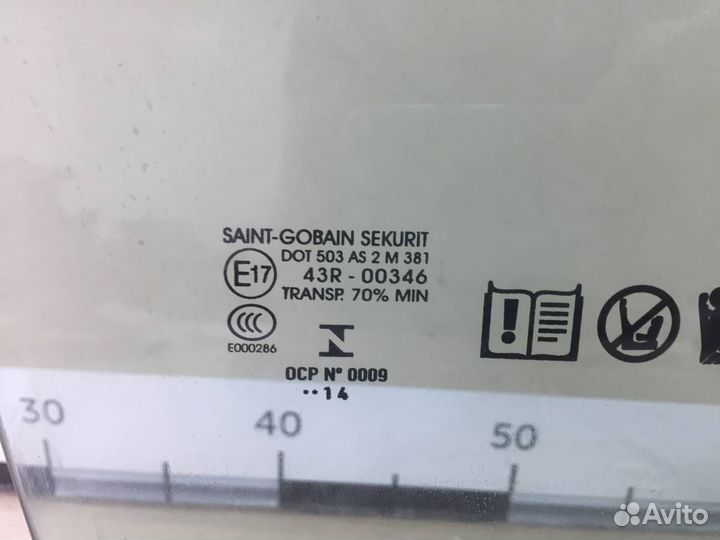 SAINT-GOBAIN SEKURIT
DOT 503 AS 2 M 381
E17
43R - 00346
TRANSP. 70% MIN
CCC
E000286
OCP N° 0009
··14
30 40 50
Avito